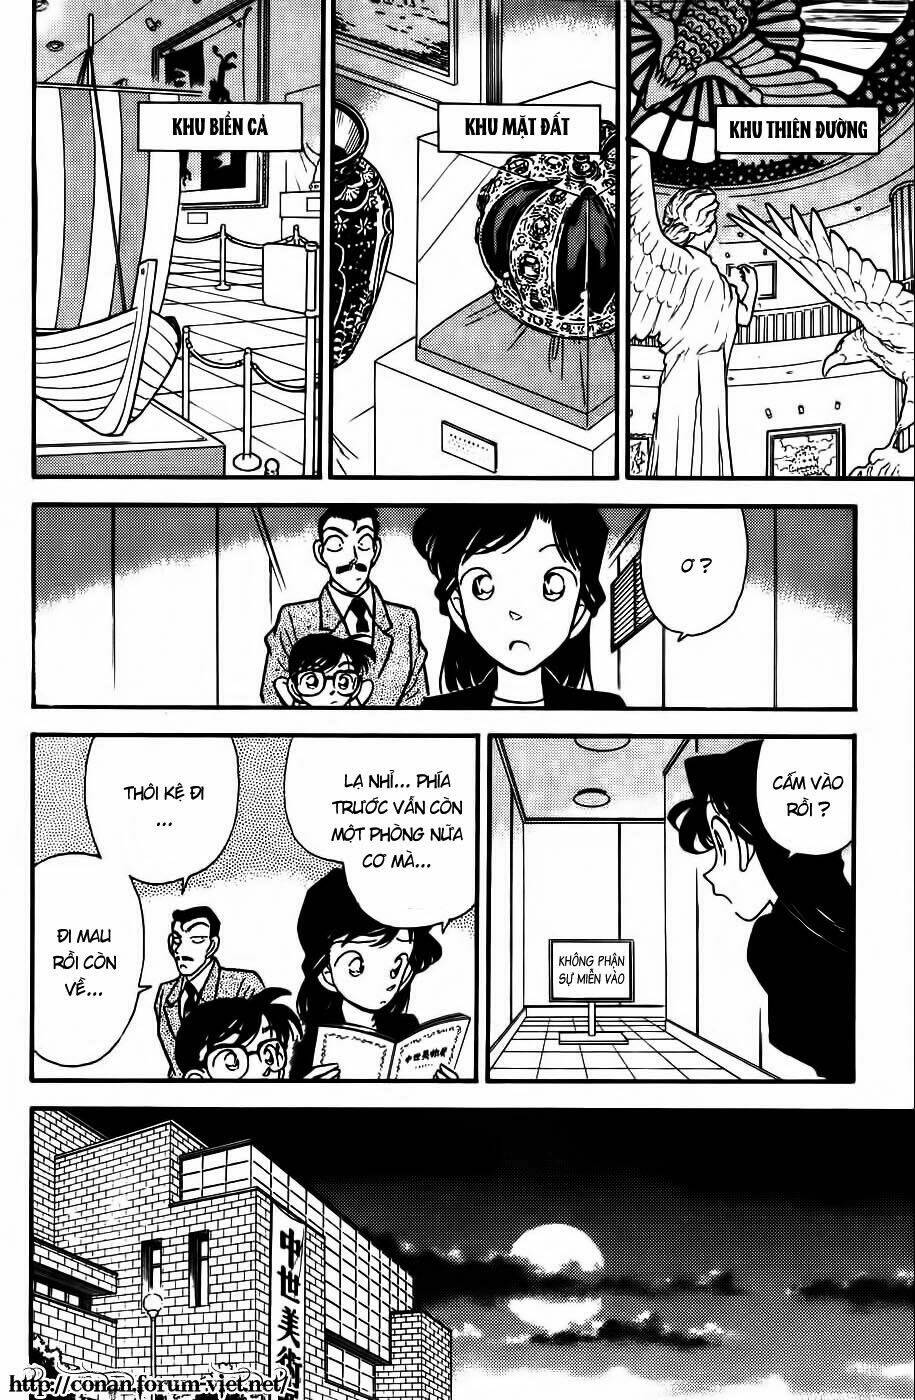 KHU THIÊN ĐƯỜNG
KHU MẶT ĐẤT
KHU BIỂN CẢ
Ơ ?
CẤM VÀO
RỒI ?
KHÔNG PHẬN
SỰ MIỄN VÀO
LẠ NHỈ... PHÍA
TRƯỚC VẪN CÒN
MỘT PHÒNG NỮA
CƠ MÀ...
THÔI KỆ ĐI
...
ĐI MAU
RỒI CÒN
VỀ...
中世美術
http://conan.forum-viet.net/